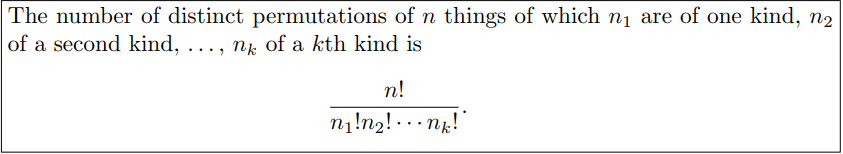 The number of distinct permutations of n things of which n₁ are of one kind, n₂
of a second kind, ..., nₖ of a kth kind is
n!
n₁!n₂! ··· nₖ!.